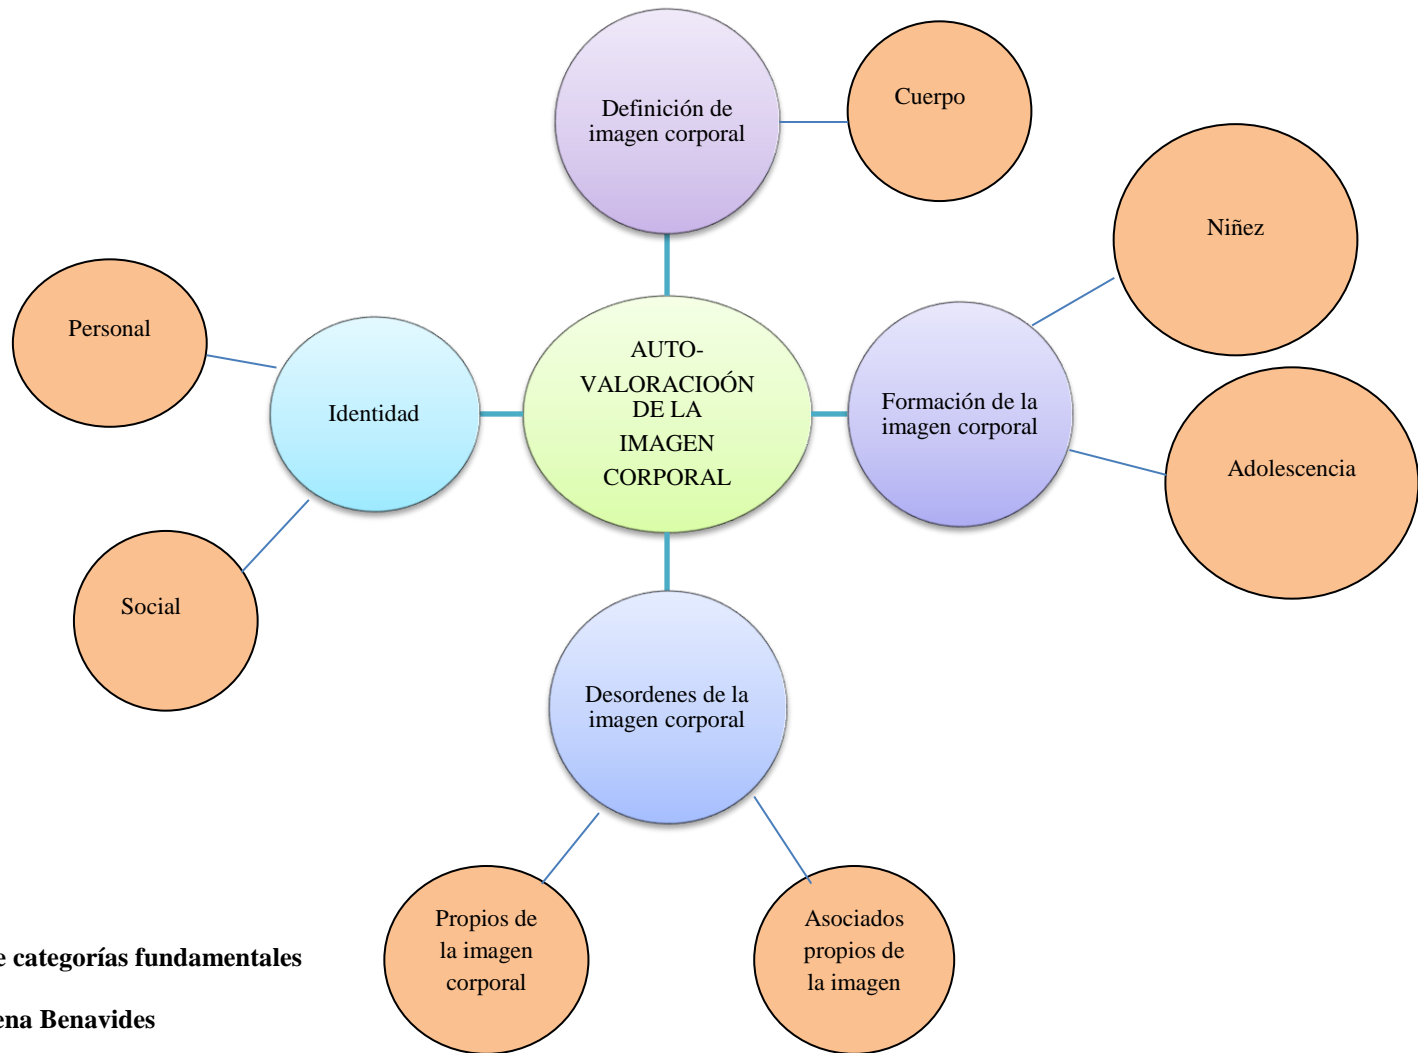 Definición de
imagen corporal
Cuerpo
Niñez
Personal
Identidad
AUTO-
VALORACIOÓN
DE LA
IMAGEN
CORPORAL
Formación de la
imagen corporal
Adolescencia
Social
Desordenes de la
imagen corporal
Propios de
la imagen
corporal
Asociados
propios de
la imagen
categorías fundamentales
Benavides